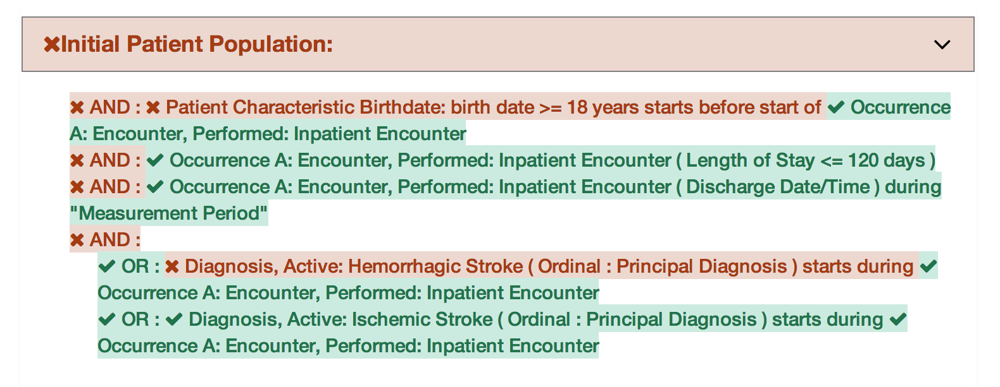 ✖Initial Patient Population:
✖ AND : ✖ Patient Characteristic Birthdate: birth date >= 18 years starts before start of ✔ Occurrence
A: Encounter, Performed: Inpatient Encounter
✖ AND : ✔ Occurrence A: Encounter, Performed: Inpatient Encounter ( Length of Stay <= 120 days )
✖ AND : ✔ Occurrence A: Encounter, Performed: Inpatient Encounter ( Discharge Date/Time ) during
"Measurement Period"
✖ AND :
✔ OR : ✖ Diagnosis, Active: Hemorrhagic Stroke ( Ordinal : Principal Diagnosis ) starts during ✔
Occurrence A: Encounter, Performed: Inpatient Encounter
✔ OR : ✔ Diagnosis, Active: Ischemic Stroke ( Ordinal : Principal Diagnosis ) starts during ✔
Occurrence A: Encounter, Performed: Inpatient Encounter